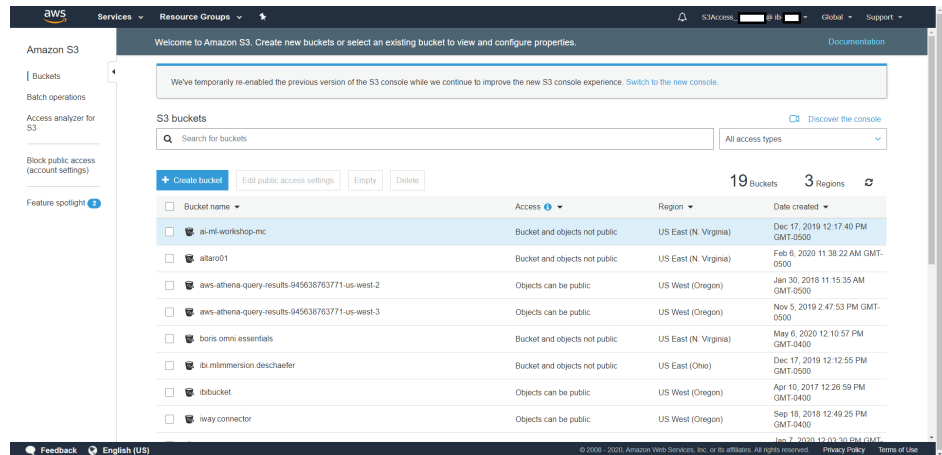 aws Services Resource Groups S3Access_ @ ib- Global Support
Amazon S3
Buckets
Batch operations
Access analyzer for
S3
Block public access
(account settings)
Feature spotlight 2
Welcome to Amazon S3. Create new buckets or select an existing bucket to view and configure properties. Documentation
We've temporarily re-enabled the previous version of the S3 console while we continue to improve the new S3 console experience. Switch to the new console.
S3 buckets Discover the console
Search for buckets All access types
+ Create bucket Edit public access settings Empty Delete 19 Buckets 3 Regions
Bucket name Access Region Date created
ai-ml-workshop-mc Bucket and objects not public US East (N. Virginia) Dec 17, 2019 12:17:40 PM
GMT-0500
altaro01 Bucket and objects not public US East (N. Virginia) Feb 6, 2020 11:38:22 AM GMT-
0500
aws-athena-query-results-945638763771-us-west-2 Objects can be public US West (Oregon) Jan 30, 2018 11:15:35 AM
GMT-0500
aws-athena-query-results-945638763771-us-west-3 Objects can be public US West (Oregon) Nov 5, 2019 2:47:53 PM GMT-
0500
boris.omni essentials Bucket and objects not public US East (N. Virginia) May 6, 2020 12:10:57 PM
GMT-0400
ibi.mlimmersion.deschaefer Bucket and objects not public US East (Ohio) Dec 17, 2019 12:12:55 PM
GMT-0500
ibibucket Objects can be public US West (Oregon) Apr 10, 2017 12:26:59 PM
GMT-0400
iway.connector Objects can be public US West (Oregon) Sep 18, 2018 12:49:25 PM
GMT-0400
Jan 7, 2020 12:03:30 PM GMT-
Feedback English (US) © 2008 - 2020, Amazon Web Services, Inc. or its affiliates. All rights reserved. Privacy Policy Terms of Use